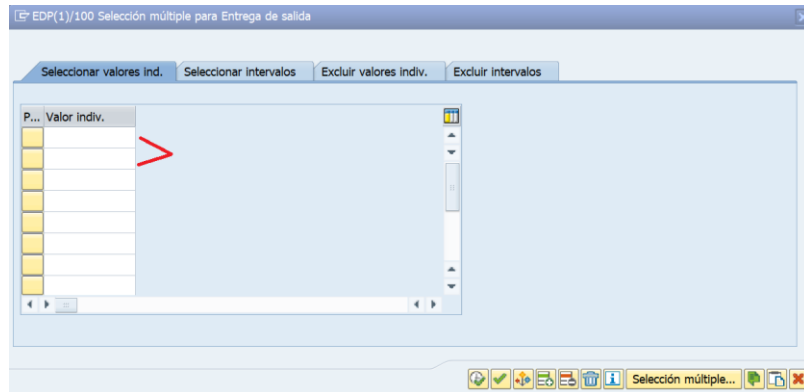 EDP(1)/100 Selección múltiple para Entrega de salida
Seleccionar valores ind. Seleccionar intervalos Excluir valores indiv. Excluir intervalos
P... Valor indiv.
Selección múltiple...